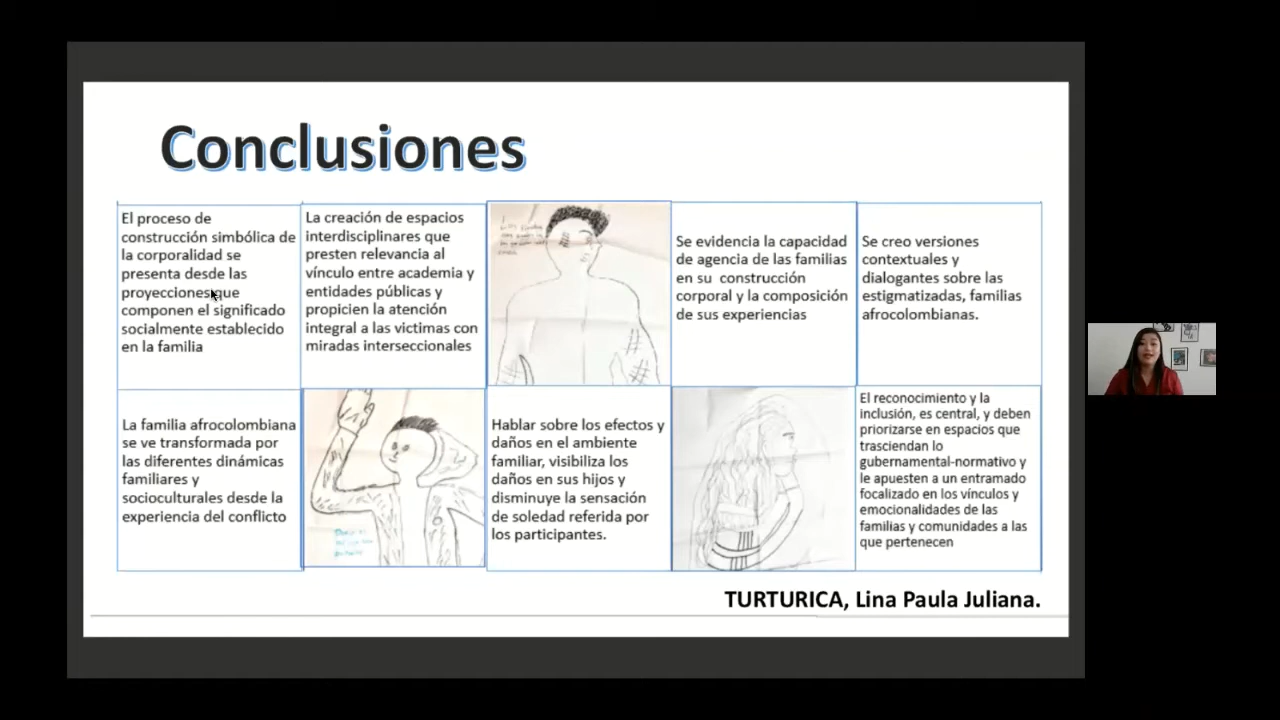 Conclusiones
El proceso de
construcción simbólica de
la corporalidad se
presenta desde las
proyecciones que
componen el significado
socialmente establecido
en la familia
La creación de espacios
interdisciplinares que
presten relevancia al
vínculo entre academia y
entidades públicas y
propicien la atención
integral a las victimas con
miradas interseccionales
Se evidencia la capacidad
de agencia de las familias
en su construcción
corporal y la composición
de sus experiencias
Se creo versiones
contextuales y
dialogantes sobre las
estigmatizadas, familias
afrocolombianas.
La familia afrocolombiana
se ve transformada por
las diferentes dinámicas
familiares y
socioculturales desde la
experiencia del conflicto
Hablar sobre los efectos y
daños en el ambiente
familiar, visibiliza los
daños en sus hijos y
disminuye la sensación
de soledad referida por
los participantes.
El reconocimiento y la
inclusión, es central, y deben
priorizarse en espacios que
trasciendan lo
gubernamental-normativo y
le apuesten a un entramado
focalizado en los vínculos y
emocionalidades de las
familias y comunidades a las
que pertenecen
TURTURICA, Lina Paula Juliana.